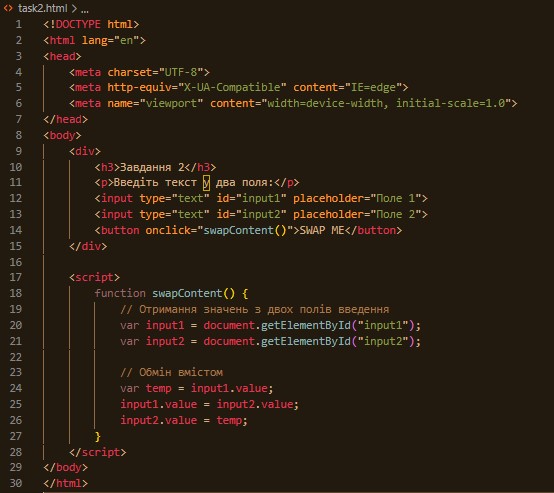 task2.html > ...
1 <!DOCTYPE html>
2 <html lang="en">
3 <head>
4 <meta charset="UTF-8">
5 <meta http-equiv="X-UA-Compatible" content="IE=edge">
6 <meta name="viewport" content="width=device-width, initial-scale=1.0">
7 </head>
8 <body>
9 <div>
10 <h3>Завдання 2</h3>
11 <p>Введіть текст у два поля:</p>
12 <input type="text" id="input1" placeholder="Поле 1">
13 <input type="text" id="input2" placeholder="Поле 2">
14 <button onclick="swapContent()">SWAP ME</button>
15 </div>
16
17 <script>
18 function swapContent() {
19 // Отримання значень з двох полів введення
20 var input1 = document.getElementById("input1");
21 var input2 = document.getElementById("input2");
22
23 // Обмін вмістом
24 var temp = input1.value;
25 input1.value = input2.value;
26 input2.value = temp;
27 }
28 </script>
29 </body>
30 </html>